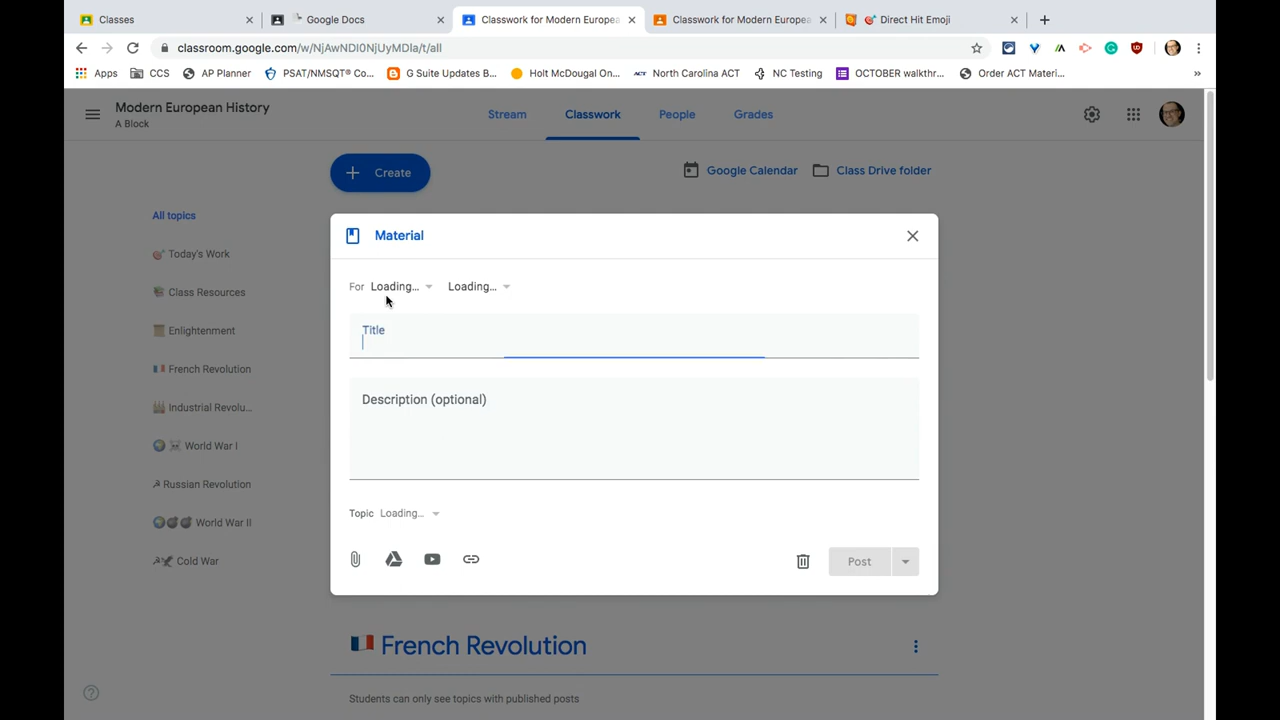 Classes
Google Docs
Classwork for Modern Europea
Classwork for Modern Europea
🎯 Direct Hit Emoji
classroom.google.com/w/NjAwNDI0NjUyMDla/t/all
Apps
CCS
AP Planner
PSAT/NMSQT® Co...
G Suite Updates B...
Holt McDougal On...
ACT North Carolina ACT
NC Testing
OCTOBER walkthr...
Order ACT Materi...
»
Modern European History
A Block
Stream
Classwork
People
Grades
Create
Google Calendar
Class Drive folder
All topics
🎯 Today's Work
Class Resources
Enlightenment
🇫🇷 French Revolution
Industrial Revolu...
🌍 ☠️ World War I
☭ Russian Revolution
🌍💣💣 World War II
☭🦅 Cold War
Material
For Loading... Loading...
Title
Description (optional)
Topic Loading...
Post
🇫🇷 French Revolution
Students can only see topics with published posts